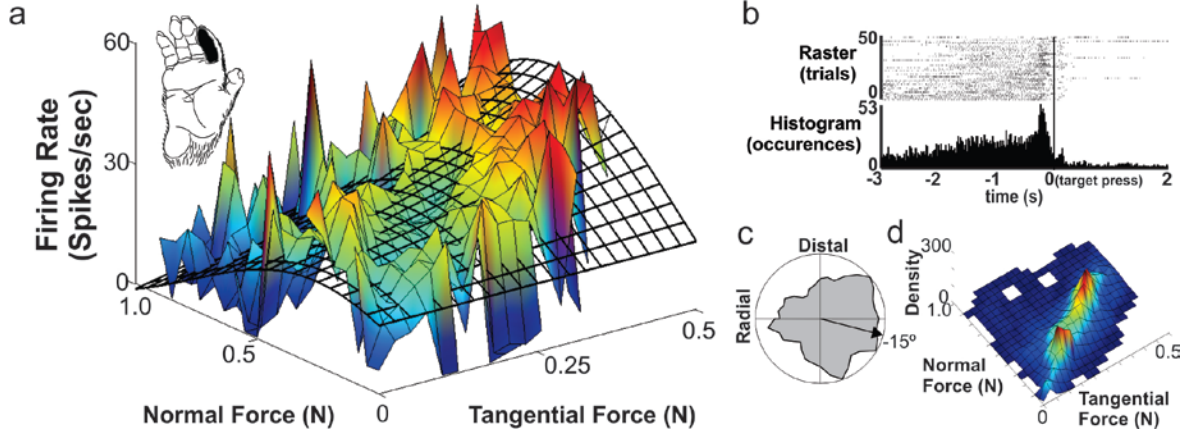 a
60
30
0
Firing Rate
(Spikes/sec)
1.0
0.5
0
Normal Force (N)
0.5
0.25
Tangential Force (N)
b
Raster
(trials)
50
0
53
Histogram
(occurences)
0
-3
-2
-1
0
(target press)
2
time (s)
c
Distal
Radial
-15º
d
300
0
1.0
Density
Normal
Force (N)
0
0.5
Tangential
Force (N)